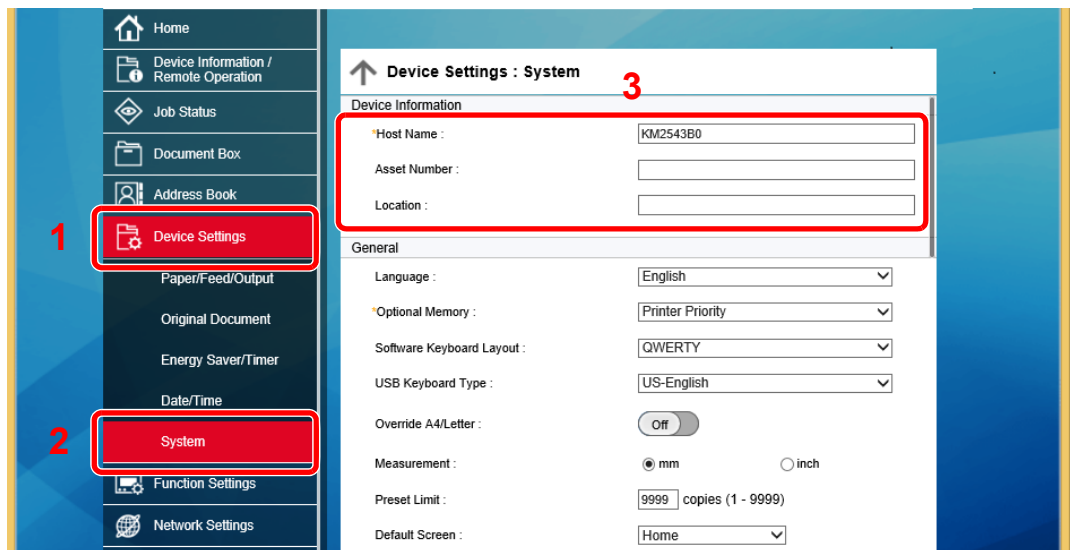 Home
Device Information /
Remote Operation
Job Status
Document Box
Address Book
1
Device Settings
Paper/Feed/Output
Original Document
Energy Saver/Timer
Date/Time
2
System
Function Settings
Network Settings
Device Settings : System
3
Device Information
*Host Name : KM2543B0
Asset Number :
Location :
General
Language : English
*Optional Memory : Printer Priority
Software Keyboard Layout : QWERTY
USB Keyboard Type : US-English
Override A4/Letter : Off
Measurement : mm inch
Preset Limit : 9999 copies (1 - 9999)
Default Screen : Home